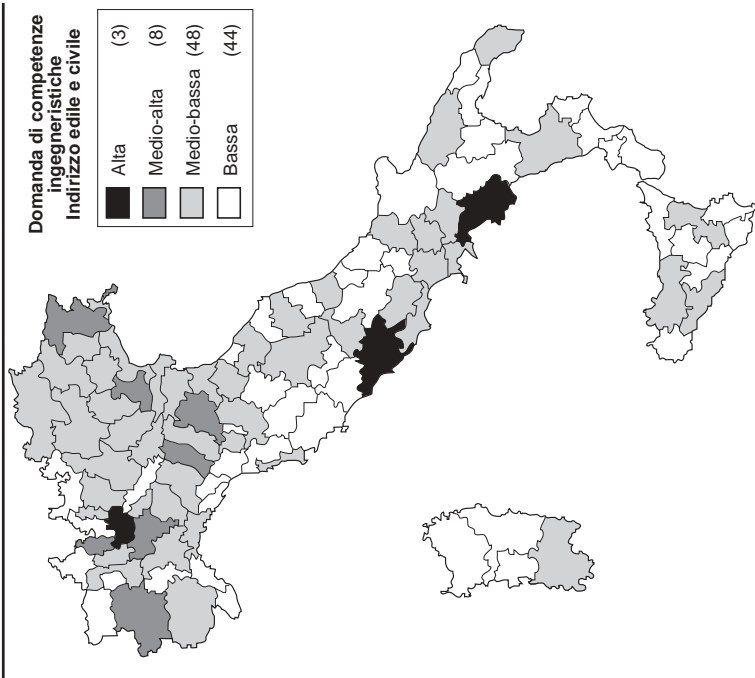 Domanda di competenze
ingegneristiche
Indirizzo edile e civile
Alta (3)
Medio-alta (8)
Medio-bassa (48)
Bassa (44)